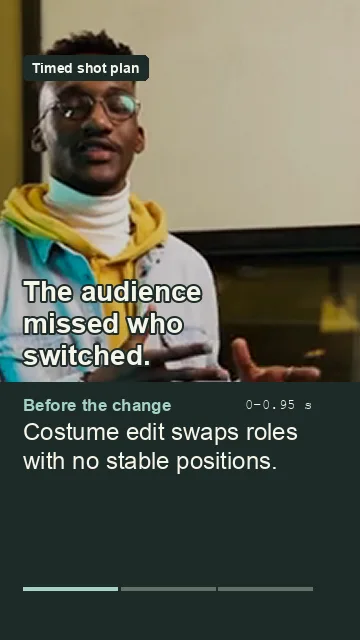 Timed shot plan
The audience
missed who
switched.
Before the change 0–0.95 s
Costume edit swaps roles
with no stable positions.